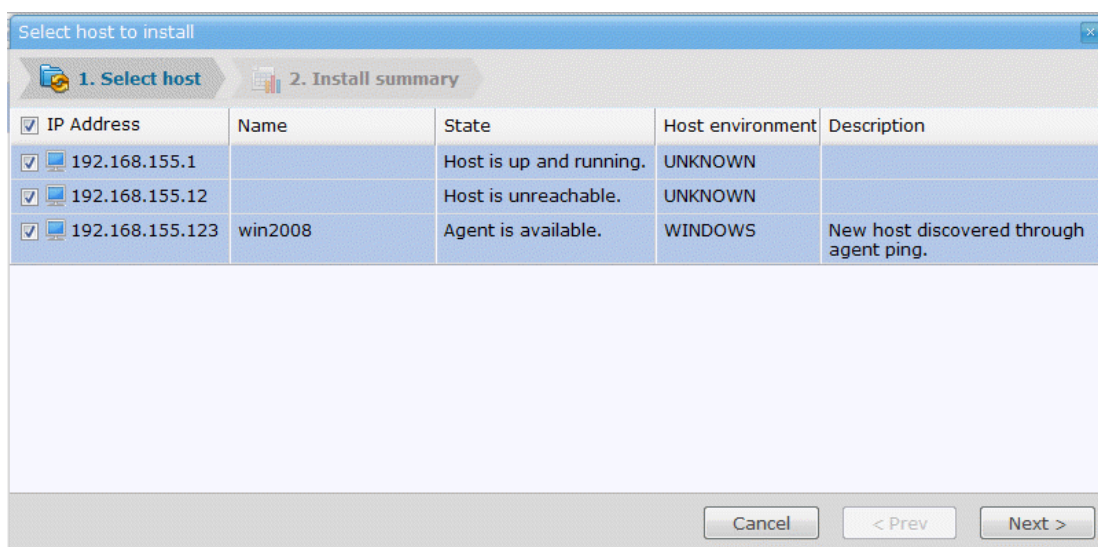 Select host to install
1. Select host
2. Install summary
IP Address Name State Host environment Description
192.168.155.1 Host is up and running. UNKNOWN
192.168.155.12 Host is unreachable. UNKNOWN
192.168.155.123 win2008 Agent is available. WINDOWS New host discovered through
agent ping.
Cancel < Prev Next >